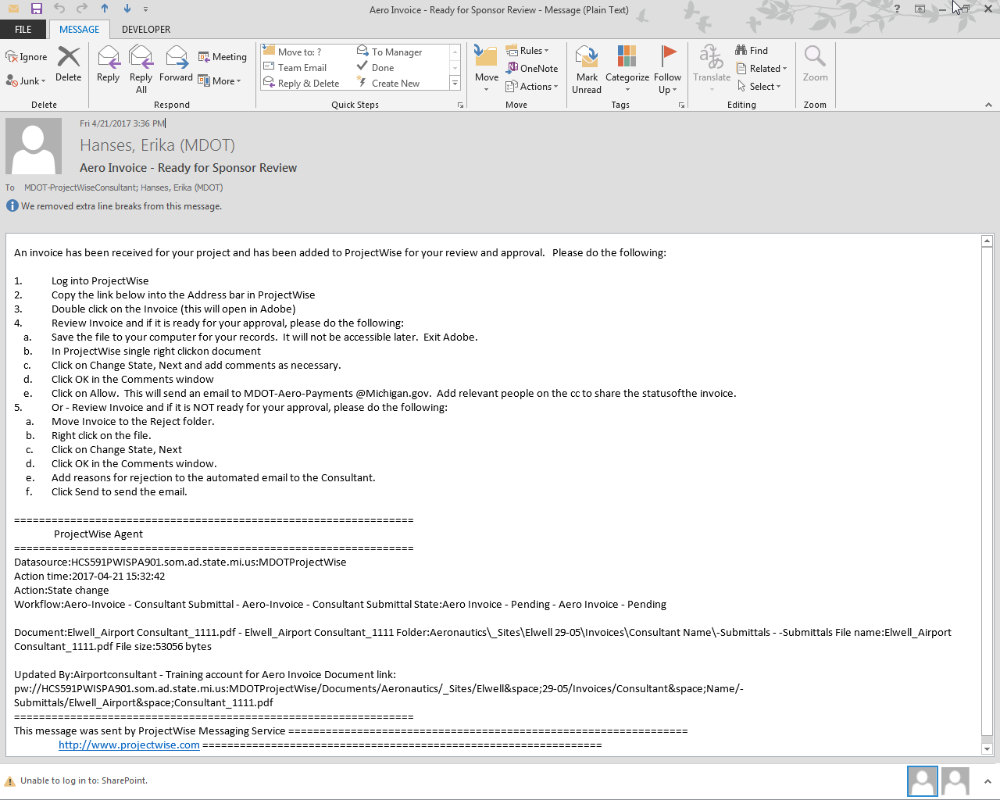 Aero Invoice - Ready for Sponsor Review - Message (Plain Text)
?
FILE MESSAGE DEVELOPER
Ignore
Junk
Delete
Delete
Reply
Reply All
Forward
Meeting
More
Respond
Move to: ?
Team Email
Reply & Delete
To Manager
Done
Create New
Quick Steps
Move
Rules
OneNote
Actions
Move
Mark Unread
Categorize
Follow Up
Tags
Translate
Find
Related
Select
Editing
Zoom
Zoom
Fri 4/21/2017 3:36 PM
Hanses, Erika (MDOT)
Aero Invoice - Ready for Sponsor Review
To MDOT-ProjectWiseConsultant; Hanses, Erika (MDOT)
We removed extra line breaks from this message.
An invoice has been received for your project and has been added to ProjectWise for your review and approval. Please do the following:
1. Log into ProjectWise
2. Copy the link below into the Address bar in ProjectWise
3. Double click on the Invoice (this will open in Adobe)
4. Review Invoice and if it is ready for your approval, please do the following:
a. Save the file to your computer for your records. It will not be accessible later. Exit Adobe.
b. In ProjectWise single right clickon document
c. Click on Change State, Next and add comments as necessary.
d. Click OK in the Comments window
e. Click on Allow. This will send an email to MDOT-Aero-Payments @Michigan.gov. Add relevant people on the cc to share the statusofthe invoice.
5. Or - Review Invoice and if it is NOT ready for your approval, please do the following:
a. Move Invoice to the Reject folder.
b. Right click on the file.
c. Click on Change State, Next
d. Click OK in the Comments window.
e. Add reasons for rejection to the automated email to the Consultant.
f. Click Send to send the email.
================================================================
ProjectWise Agent
================================================================
Datasource:HCS591PWISPA901.som.ad.state.mi.us:MDOTProjectWise
Action time:2017-04-21 15:32:42
Action:State change
Workflow:Aero-Invoice - Consultant Submittal - Aero-Invoice - Consultant Submittal State:Aero Invoice - Pending - Aero Invoice - Pending
Document:Elwell_Airport Consultant_1111.pdf - Elwell_Airport Consultant_1111 Folder:Aeronautics\_Sites\Elwell 29-05\Invoices\Consultant Name\-Submittals - -Submittals File name:Elwell_Airport
Consultant_1111.pdf File size:53056 bytes
Updated By:Airportconsultant - Training account for Aero Invoice Document link:
pw://HCS591PWISPA901.som.ad.state.mi.us:MDOTProjectWise/Documents/Aeronautics/_Sites/Elwell&space;29-05/Invoices/Consultant&space;Name/-
Submittals/Elwell_Airport&space;Consultant_1111.pdf
================================================================
This message was sent by ProjectWise Messaging Service ================================================================
http://www.projectwise.com ================================================================
Unable to log in to: SharePoint.